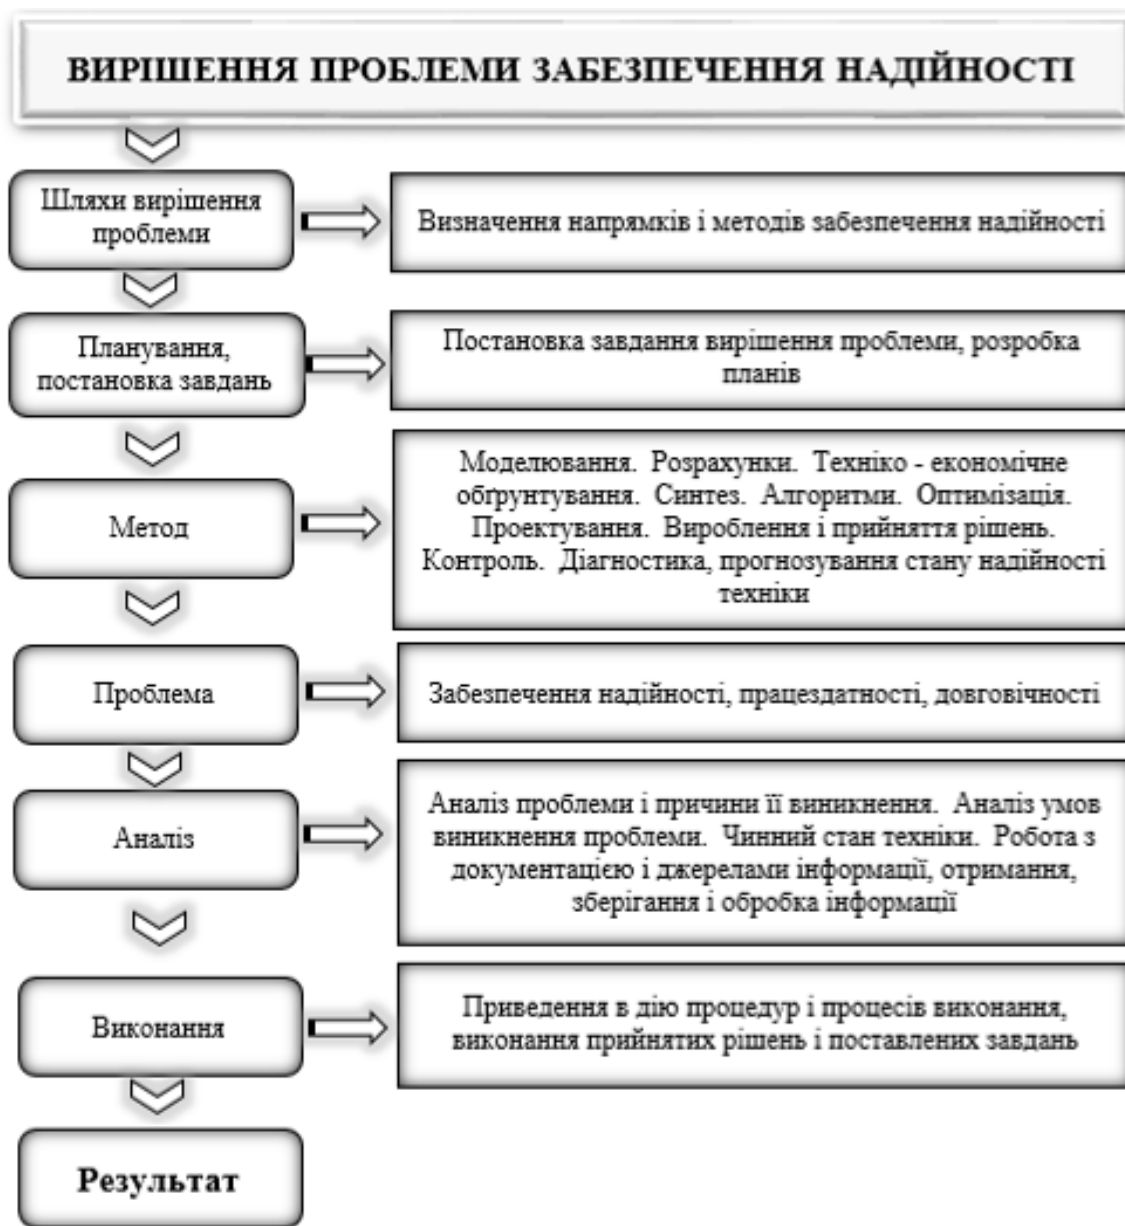 ВИРІШЕННЯ ПРОБЛЕМИ ЗАБЕЗПЕЧЕННЯ НАДІЙНОСТІ
Шляхи вирішення
проблеми
Визначення напрямків і методів забезпечення надійності
Планування,
постановка завдань
Постановка завдання вирішення проблеми, розробка
планів
Метод
Моделювання. Розрахунки. Техніко - економічне
обґрунтування. Синтез. Алгоритми. Оптимізація.
Проектування. Вироблення і прийняття рішень.
Контроль. Діагностика, прогнозування стану надійності
техніки
Проблема
Забезпечення надійності, працездатності, довговічності
Аналіз
Аналіз проблеми і причини її виникнення. Аналіз умов
виникнення проблеми. Чинний стан техніки. Робота з
документацією і джерелами інформації, отримання,
зберігання і обробка інформації
Виконання
Приведення в дію процедур і процесів виконання,
виконання прийнятих рішень і поставлених завдань
Результат